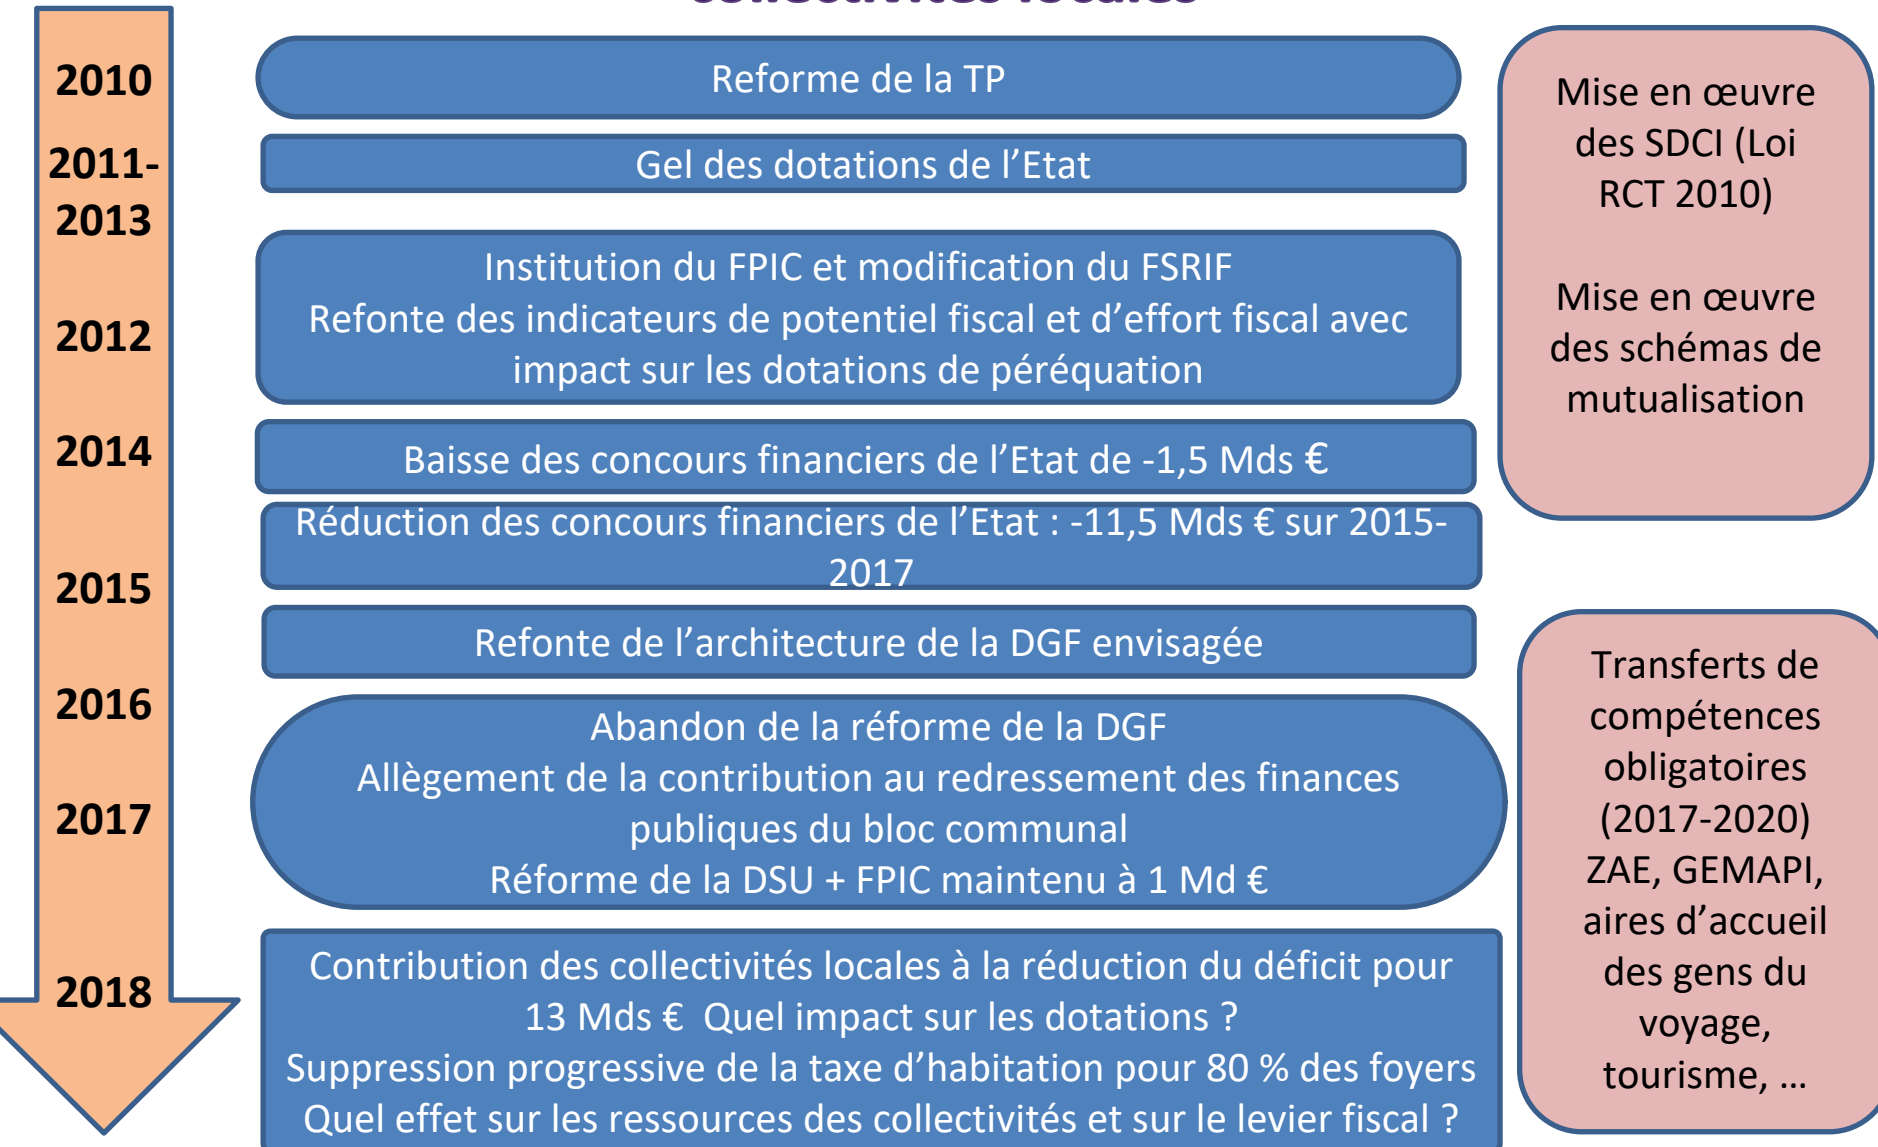 collectivités locales
2010
2011-
2013
2012
2014
2015
2016
2017
2018
Reforme de la TP
Gel des dotations de l’Etat
Institution du FPIC et modification du FSRIF
Refonte des indicateurs de potentiel fiscal et d’effort fiscal avec
impact sur les dotations de péréquation
Baisse des concours financiers de l’Etat de -1,5 Mds €
Réduction des concours financiers de l’Etat : -11,5 Mds € sur 2015-
2017
Refonte de l’architecture de la DGF envisagée
Abandon de la réforme de la DGF
Allègement de la contribution au redressement des finances
publiques du bloc communal
Réforme de la DSU + FPIC maintenu à 1 Md €
Contribution des collectivités locales à la réduction du déficit pour
13 Mds € Quel impact sur les dotations ?
Suppression progressive de la taxe d’habitation pour 80 % des foyers
Quel effet sur les ressources des collectivités et sur le levier fiscal ?
Mise en œuvre
des SDCI (Loi
RCT 2010)
Mise en œuvre
des schémas de
mutualisation
Transferts de
compétences
obligatoires
(2017-2020)
ZAE, GEMAPI,
aires d’accueil
des gens du
voyage,
tourisme, …